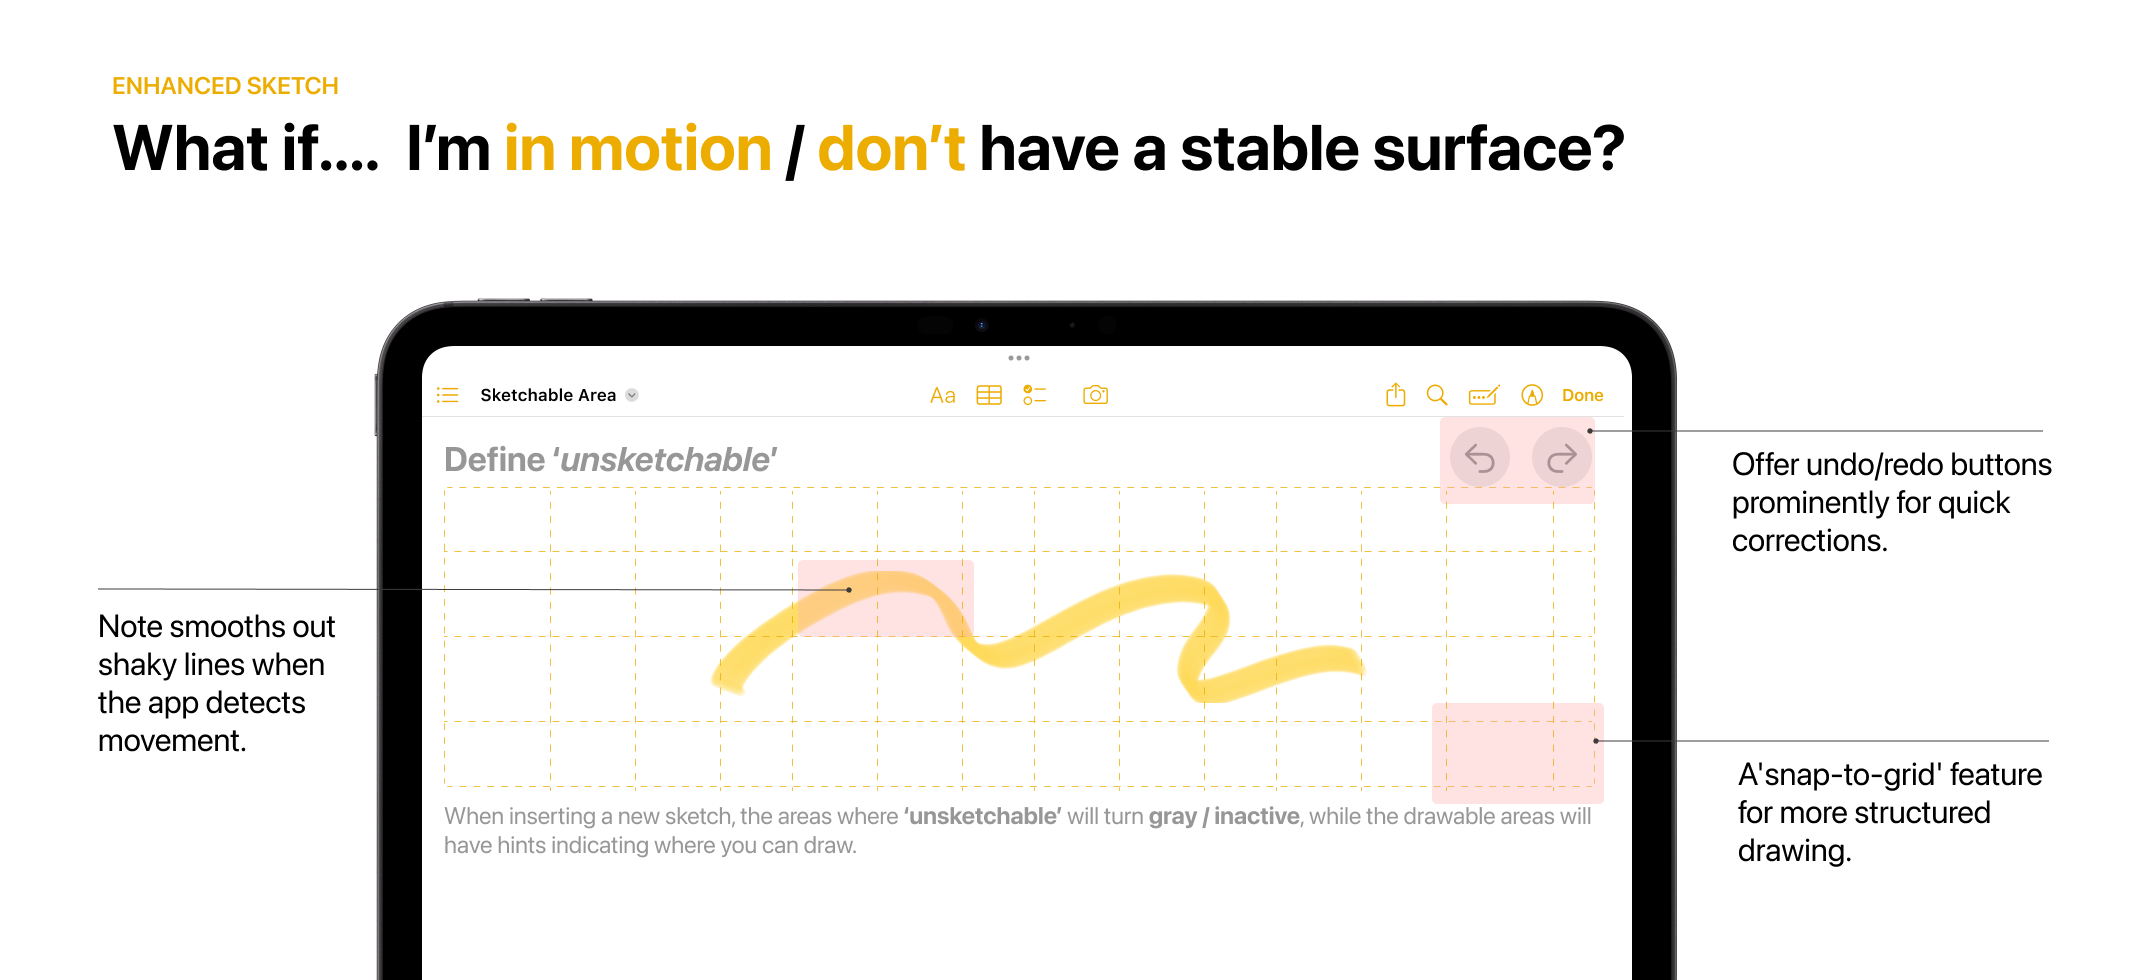 ENHANCED SKETCH
What if.... I’m in motion / don’t have a stable surface?
Sketchable Area
Aa
Done
Define ‘unsketchable’
Offer undo/redo buttons
prominently for quick
corrections.
Note smooths out
shaky lines when
the app detects
movement.
A'snap-to-grid' feature
for more structured
drawing.
When inserting a new sketch, the areas where ‘unsketchable’ will turn gray / inactive, while the drawable areas will
have hints indicating where you can draw.